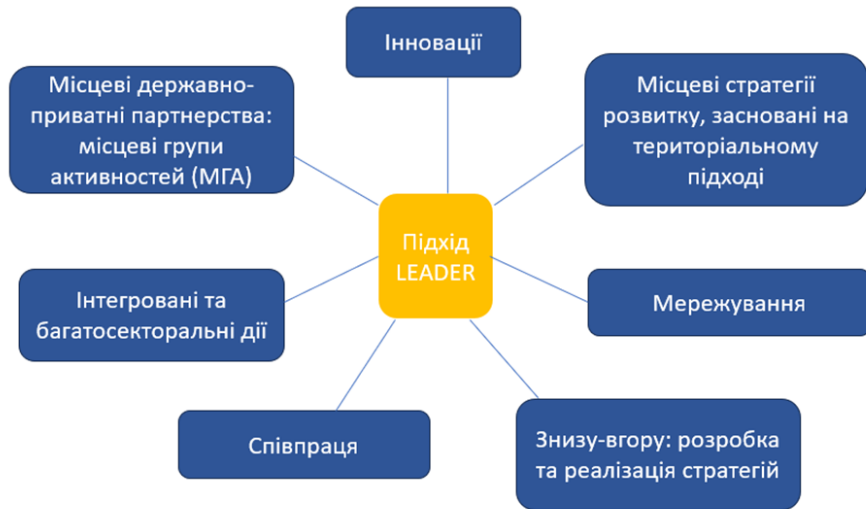 Інновації
Місцеві державно-
приватні партнерства:
місцеві групи
активностей (МГА)
Місцеві стратегії
розвитку, засновані на
територіальному
підході
Підхід
LEADER
Інтегровані та
багатосекторальні дії
Мережування
Співпраця
Знизу-вгору: розробка
та реалізація стратегій